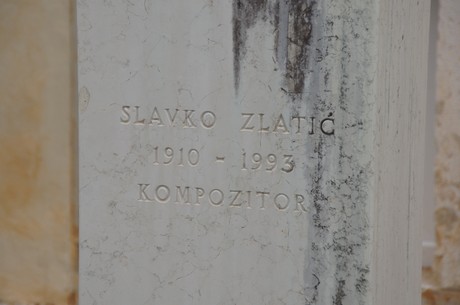 SLAVKO ZLATIĆ
1910 - 1993
KOMPOZITOR